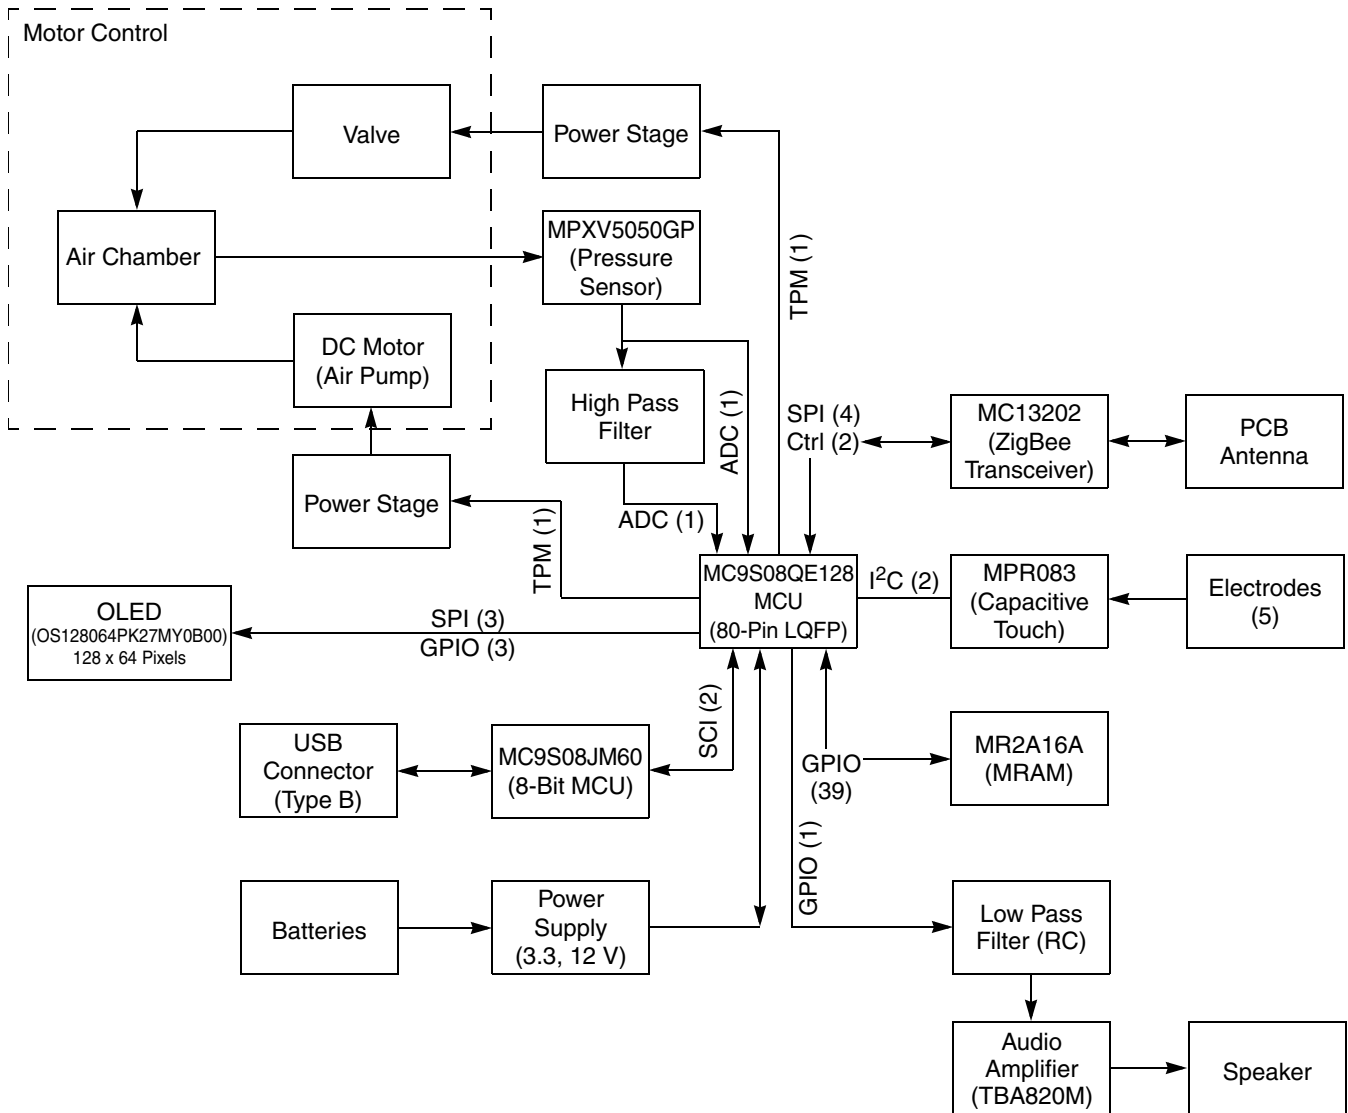 Motor Control
Valve
Power Stage
Air Chamber
MPXV5050GP
(Pressure
Sensor)
TPM (1)
DC Motor
(Air Pump)
High Pass
Filter
ADC (1)
SPI (4)
Ctrl (2)
MC13202
(ZigBee
Transceiver)
PCB
Antenna
Power Stage
TPM (1)
ADC (1)
MC9S08QE128
MCU
(80-Pin LQFP)
I2C (2)
MPR083
(Capacitive
Touch)
Electrodes
(5)
OLED
(OS128064PK27MY0B00)
128 x 64 Pixels
SPI (3)
GPIO (3)
USB
Connector
(Type B)
MC9S08JM60
(8-Bit MCU)
SCI (2)
GPIO
(39)
MR2A16A
(MRAM)
GPIO (1)
Batteries
Power
Supply
(3.3, 12 V)
Low Pass
Filter (RC)
Audio
Amplifier
(TBA820M)
Speaker